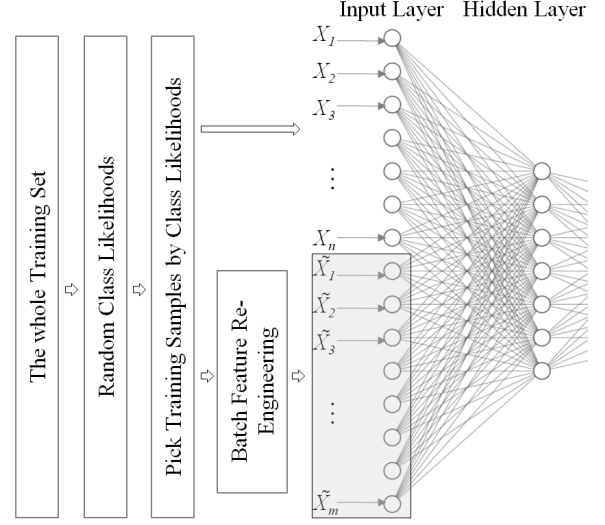 Input Layer Hidden Layer
The whole Training Set
Random Class Likelihoods
Pick Training Samples by Class Likelihoods
Batch Feature Re-
Engineering
X₁
X₂
X₃
⋮
Xₙ
X̃₁
X̃₂
X̃₃
⋮
X̃ₘ